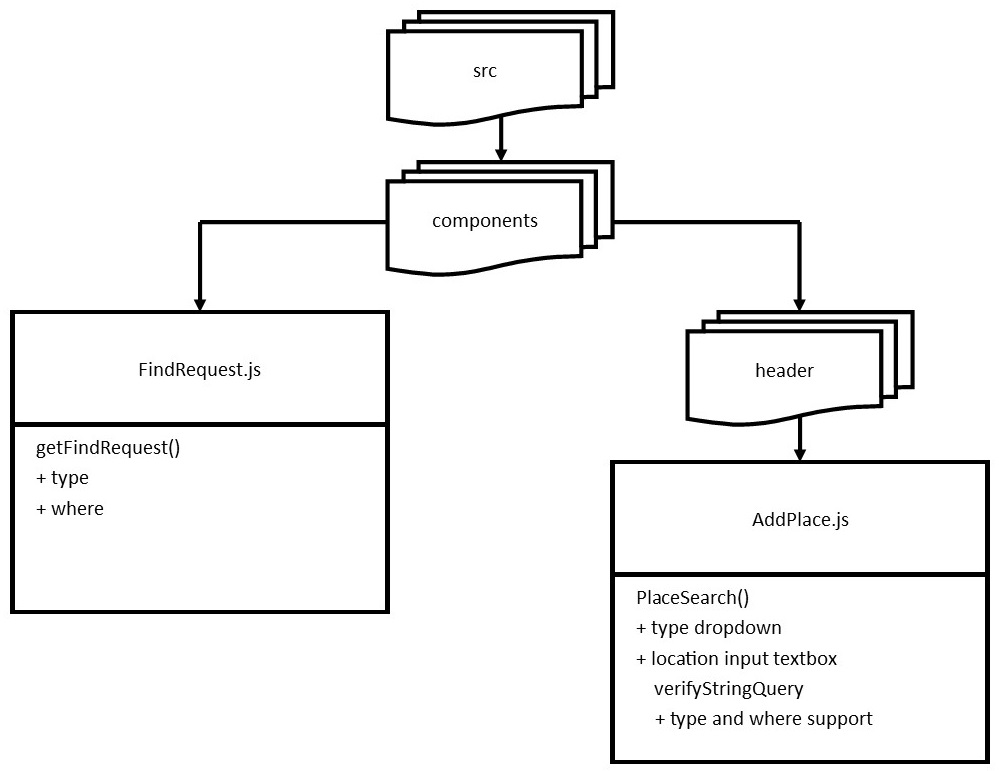 src
components
FindRequest.js
getFindRequest()
+ type
+ where
header
AddPlace.js
PlaceSearch()
+ type dropdown
+ location input textbox
verifyStringQuery
+ type and where support